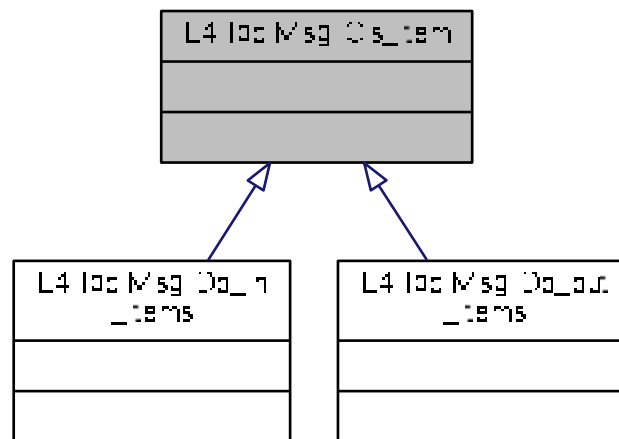 L4::Ipc::Msg::Cls_item
L4::Ipc::Msg::Do_in
_items
L4::Ipc::Msg::Do_out
_items